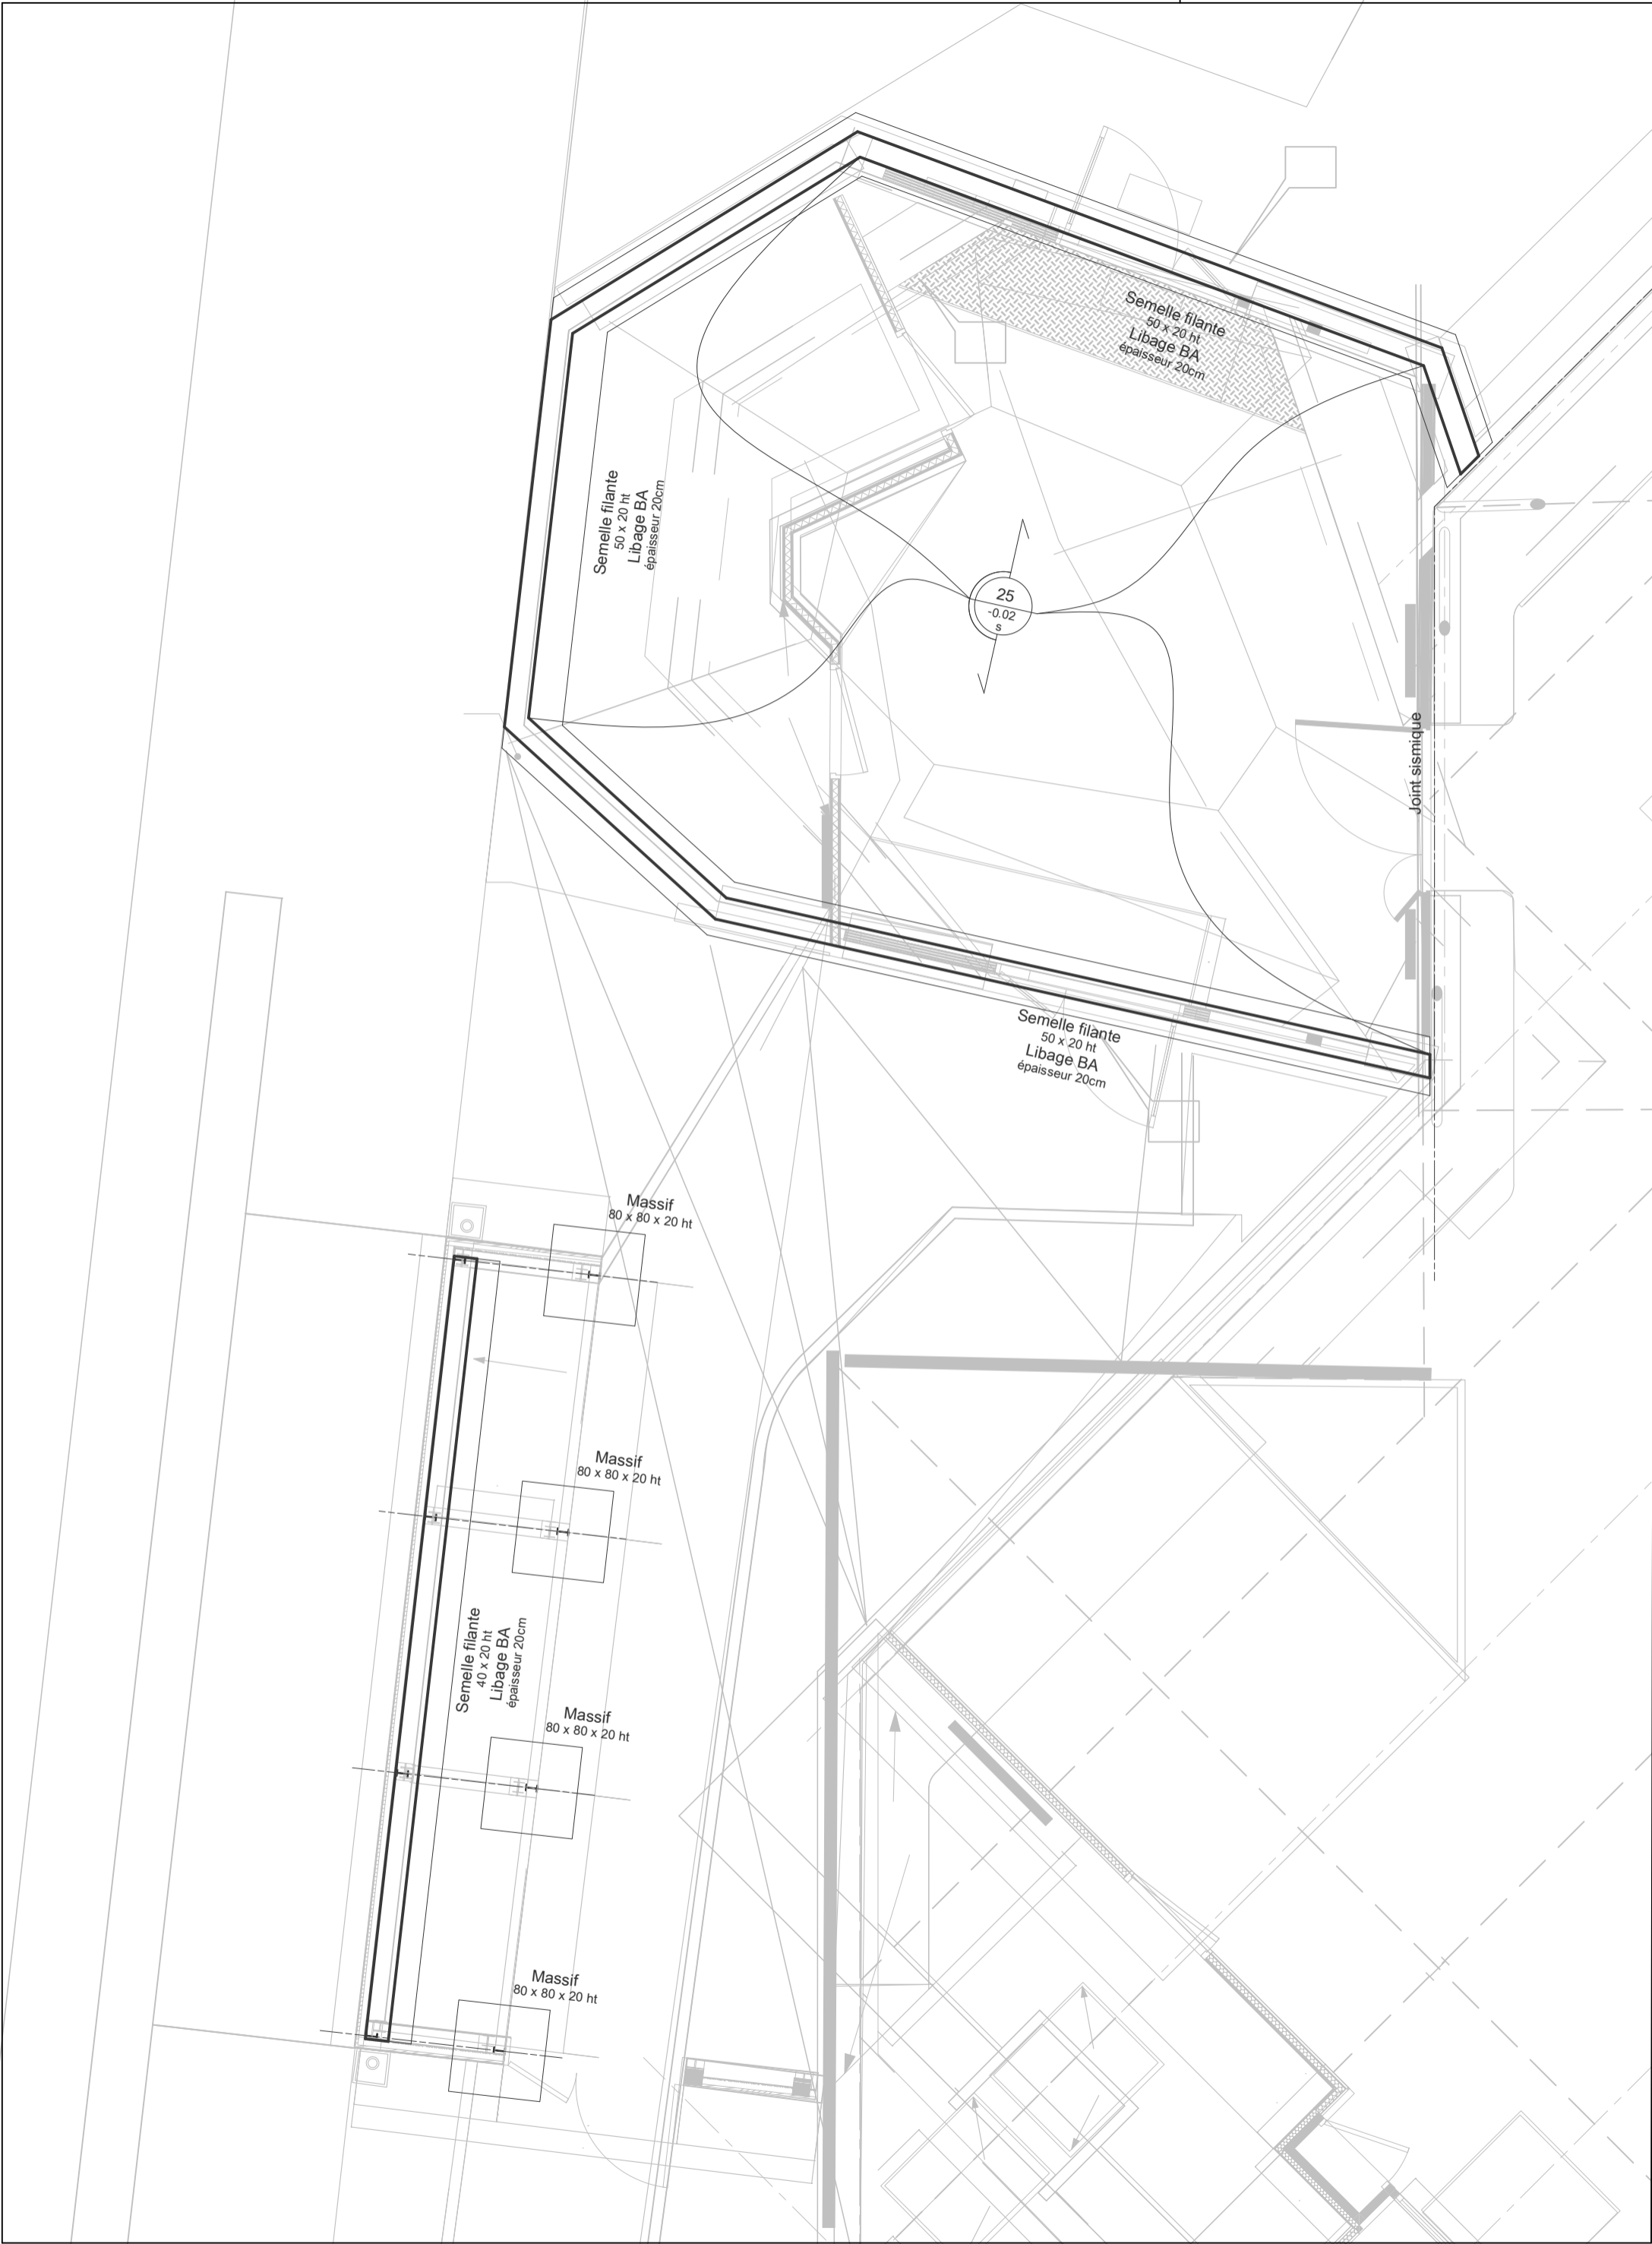 Semelle filante
50 x 20 ht
Libage BA
épaisseur 20cm
Semelle filante
50 x 20 ht
Libage BA
épaisseur 20cm
25
-0.02
s
Joint sismique
Semelle filante
50 x 20 ht
Libage BA
épaisseur 20cm
Massif
80 x 80 x 20 ht
Massif
80 x 80 x 20 ht
Semelle filante
40 x 20 ht
Libage BA
épaisseur 20cm
Massif
80 x 80 x 20 ht
Massif
80 x 80 x 20 ht